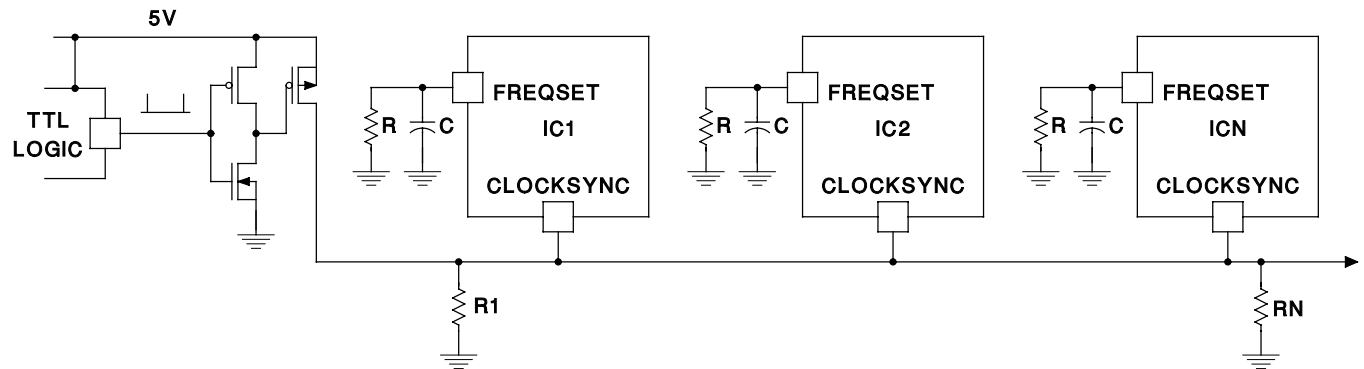 5V
TTL
LOGIC
R
C
FREQSET
IC1
CLOCKSYNC
R
C
FREQSET
IC2
CLOCKSYNC
R
C
FREQSET
ICN
CLOCKSYNC
R1
RN